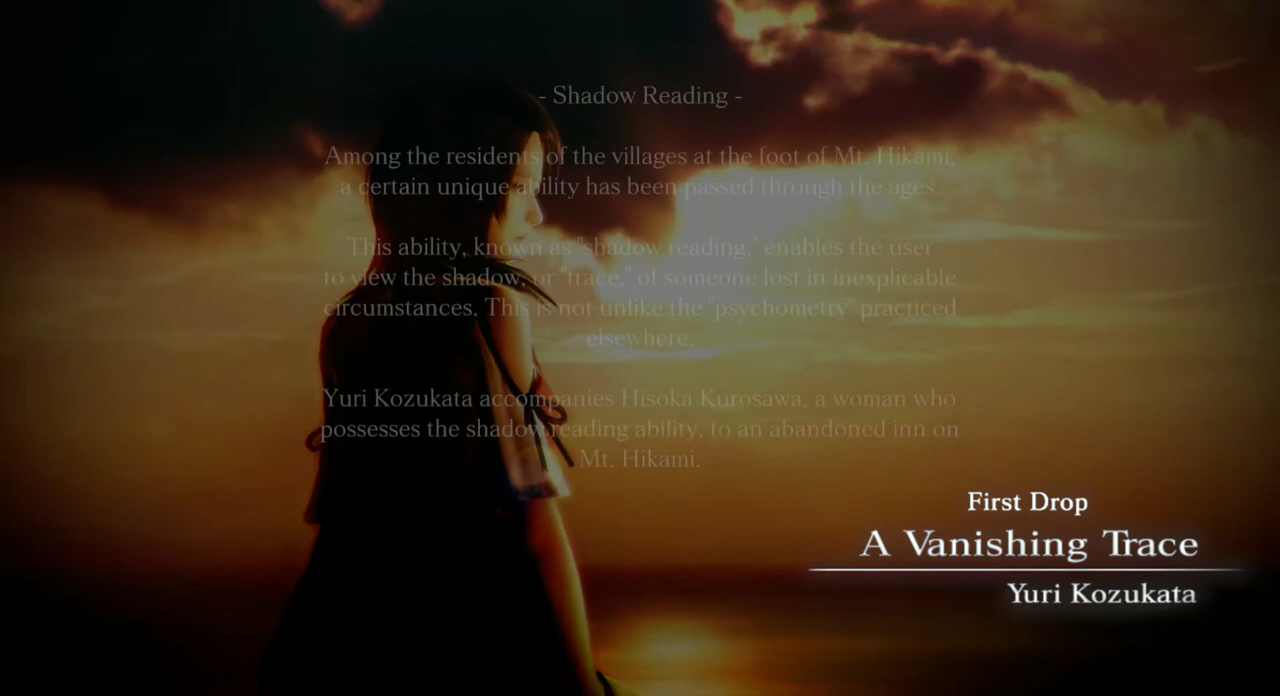 - Shadow Reading -
Among the residents of the villages at the foot of Mt. Hikami,
a certain unique ability has been passed through the ages.
This ability, known as "shadow reading," enables the user
to view the shadow, or "trace," of someone lost in inexplicable
circumstances. This is not unlike the "psychometry" practiced
elsewhere.
Yuri Kozukata accompanies Hisoka Kurosawa, a woman who
possesses the shadow reading ability, to an abandoned inn on
Mt. Hikami.
First Drop
A Vanishing Trace
Yuri Kozukata